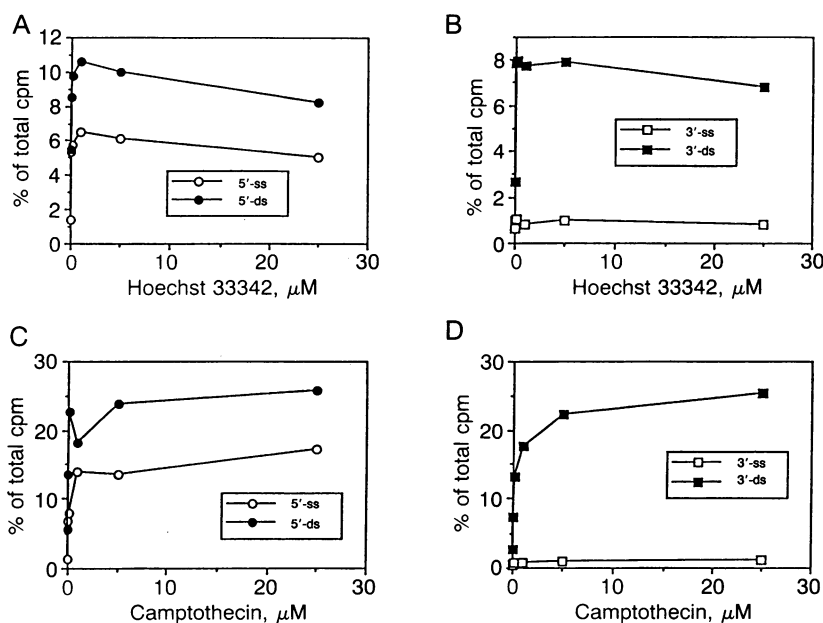 A
12
10
8
6
4
2
0
% of total cpm
5′-ss
5′-ds
0
10
20
30
Hoechst 33342, μM
B
8
6
4
2
0
% of total cpm
3′-ss
3′-ds
0
10
20
30
Hoechst 33342, μM
C
30
20
10
0
% of total cpm
5′-ss
5′-ds
0
10
20
30
Camptothecin, μM
D
30
20
10
0
% of total cpm
3′-ss
3′-ds
0
10
20
30
Camptothecin, μM